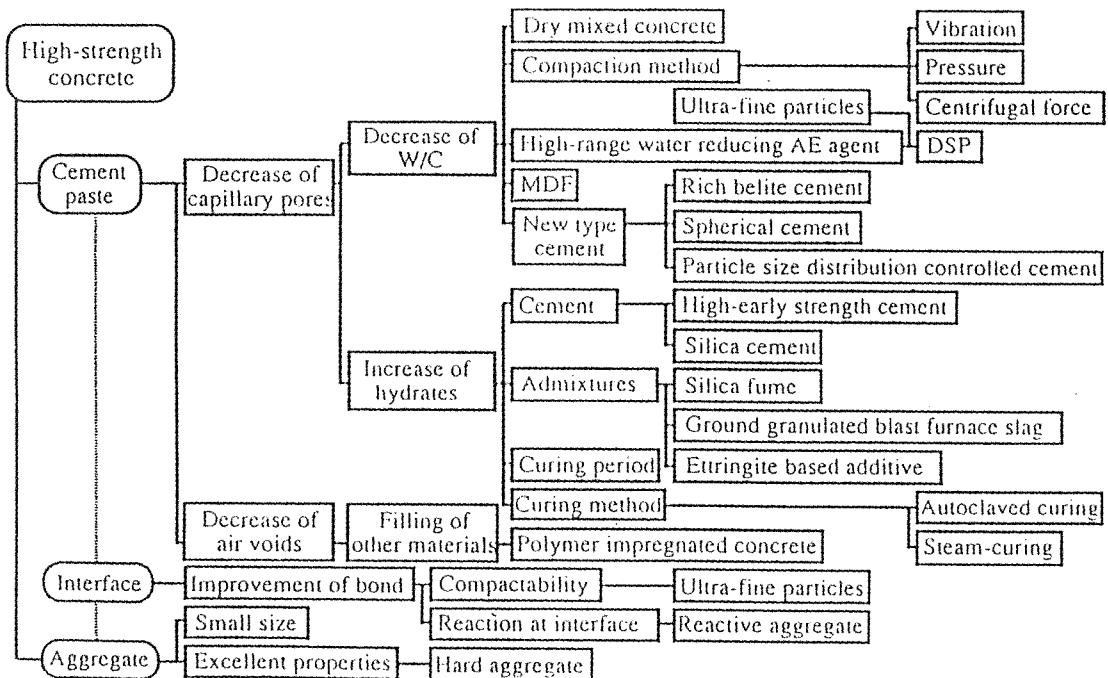 High-strength
concrete
Cement
paste
Decrease of
capillary pores
Decrease of
W/C
Dry mixed concrete
Compaction method
Vibration
Pressure
Centrifugal force
Ultra-fine particles
High-range water reducing AE agent
DSP
MDF
New type
cement
Rich belite cement
Spherical cement
Particle size distribution controlled cement
Increase of
hydrates
Cement
High-early strength cement
Silica cement
Admixtures
Silica fume
Ground granulated blast furnace slag
Ettringite based additive
Curing period
Curing method
Autoclaved curing
Steam-curing
Decrease of
air voids
Filling of
other materials
Polymer impregnated concrete
Interface
Improvement of bond
Compactability
Ultra-fine particles
Reaction at interface
Reactive aggregate
Aggregate
Small size
Excellent properties
Hard aggregate